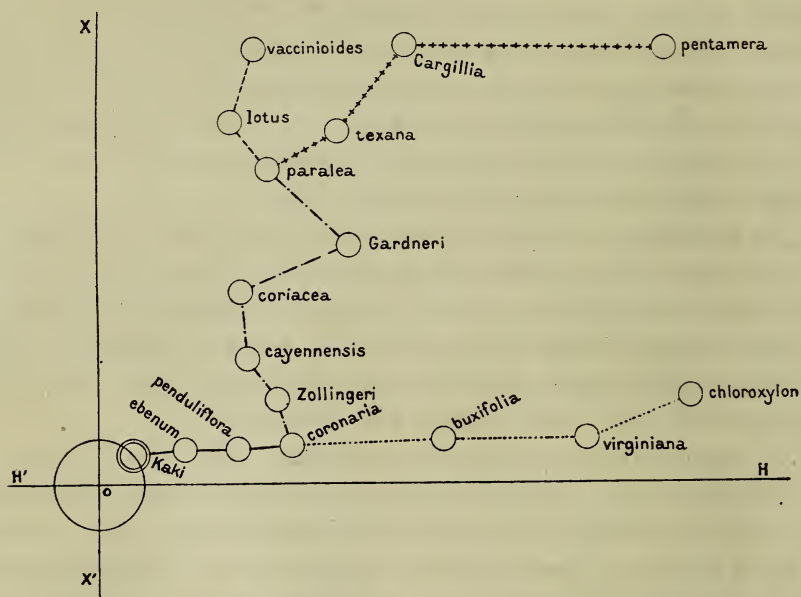 X
vaccinioides
Cargillia
pentamera
lotus
texana
paralea
Gardneri
coriacea
cayennensis
Zollingeri
chloroxylon
penduliflora
buxifolia
ebenum
coronaria
virginiana
Kaki
H'
o
H
X'